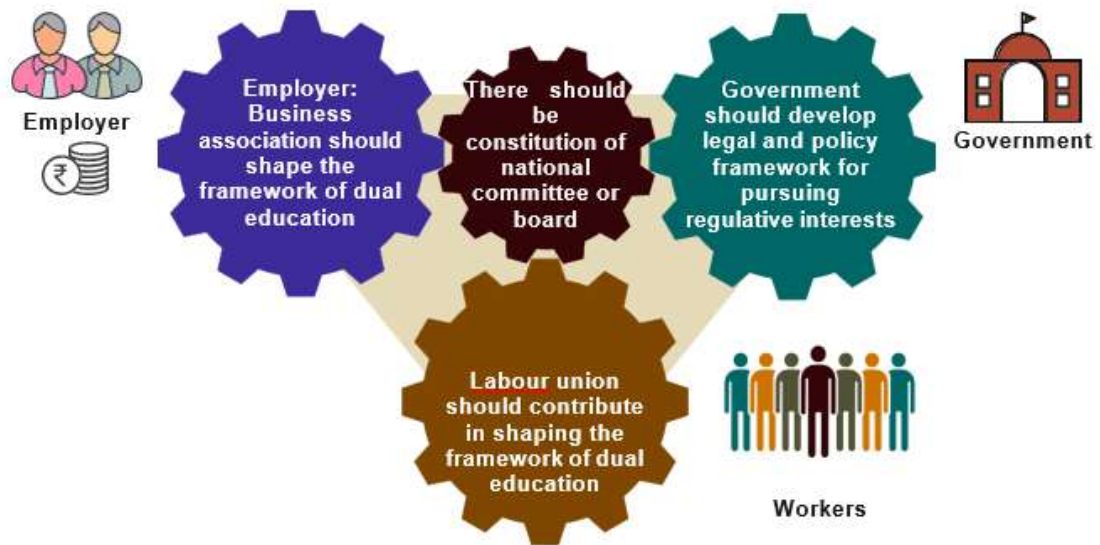 Employer
₹
Employer:
Business
association should
shape the
framework of dual
education
There should
be
constitution of
national
committee or
board
Government
should develop
legal and policy
framework for
pursuing
regulative interests
Government
Labour union
should contribute
in shaping the
framework of dual
education
Workers